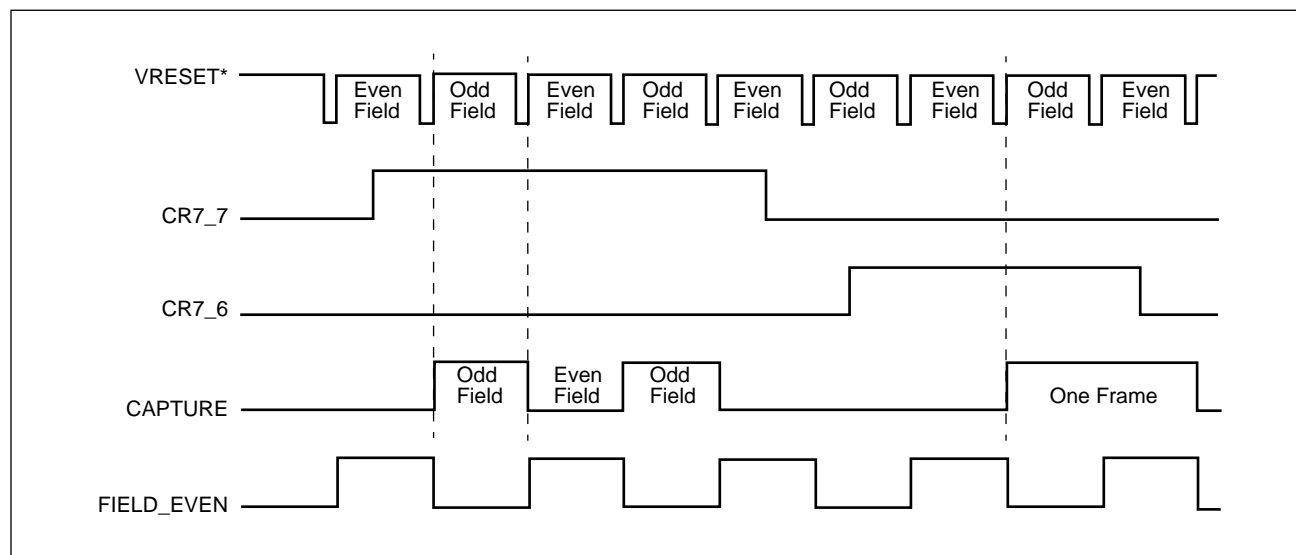 VRESET*
Even Field
Odd Field
Even Field
Odd Field
Even Field
Odd Field
Even Field
Odd Field
Even Field
CR7_7
CR7_6
CAPTURE
Odd Field
Even Field
Odd Field
One Frame
FIELD_EVEN